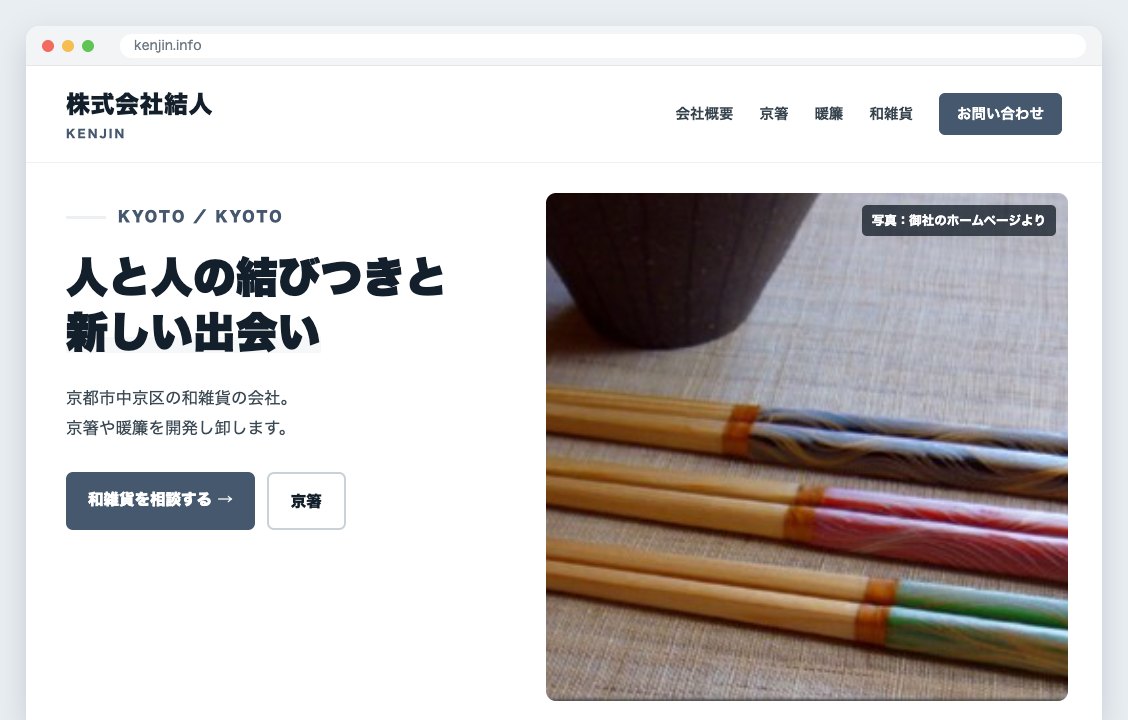 kenjin.info
株式会社結人
KENJIN
会社概要 京箸 暖簾 和雑貨 お問い合わせ
KYOTO / KYOTO
写真:御社のホームページより
人と人の結びつきと
新しい出会い
京都市中京区の和雑貨の会社。
京箸や暖簾を開発し卸します。
和雑貨を相談する → 京箸